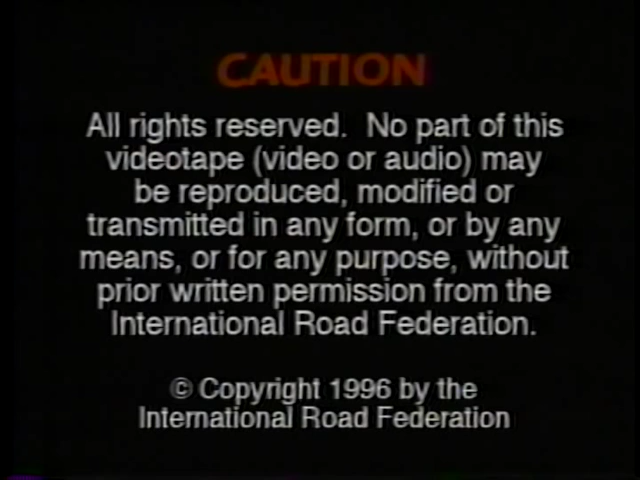 CAUTION
All rights reserved. No part of this
videotape (video or audio) may
be reproduced, modified or
transmitted in any form, or by any
means, or for any purpose, without
prior written permission from the
International Road Federation.
© Copyright 1996 by the
International Road Federation